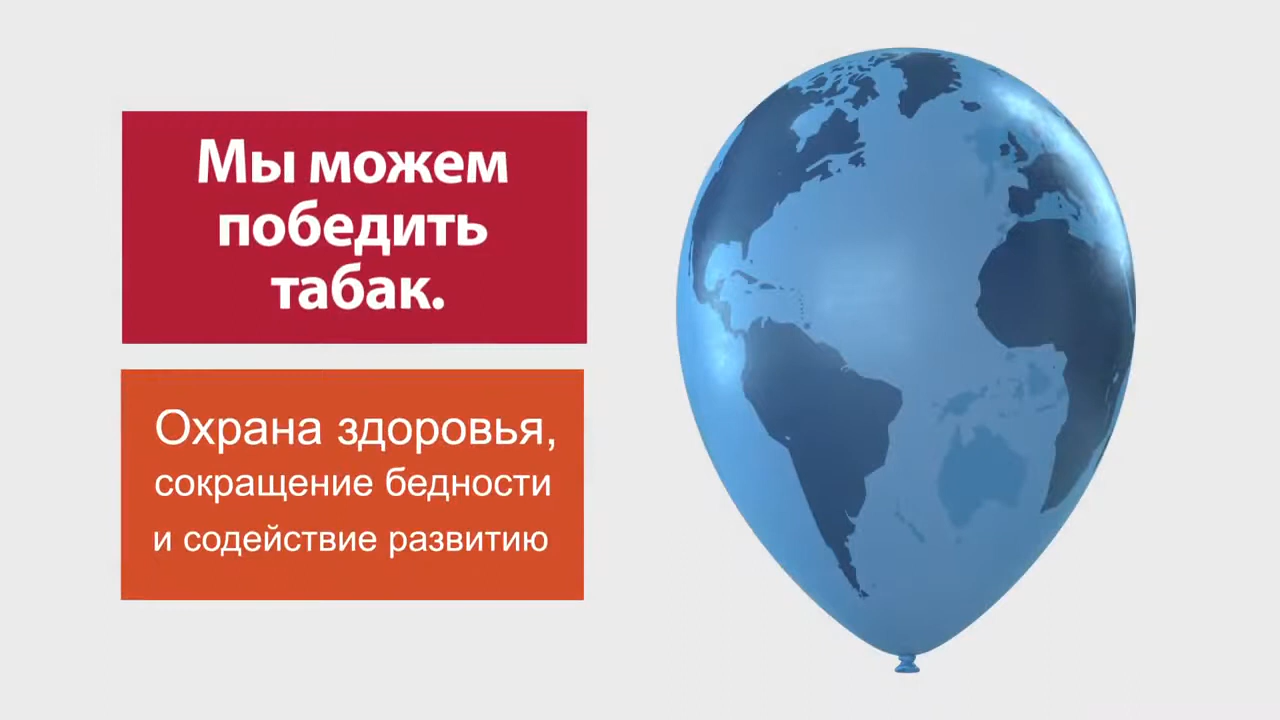 Мы можем
победить
табак.
Охрана здоровья,
сокращение бедности
и содействие развитию